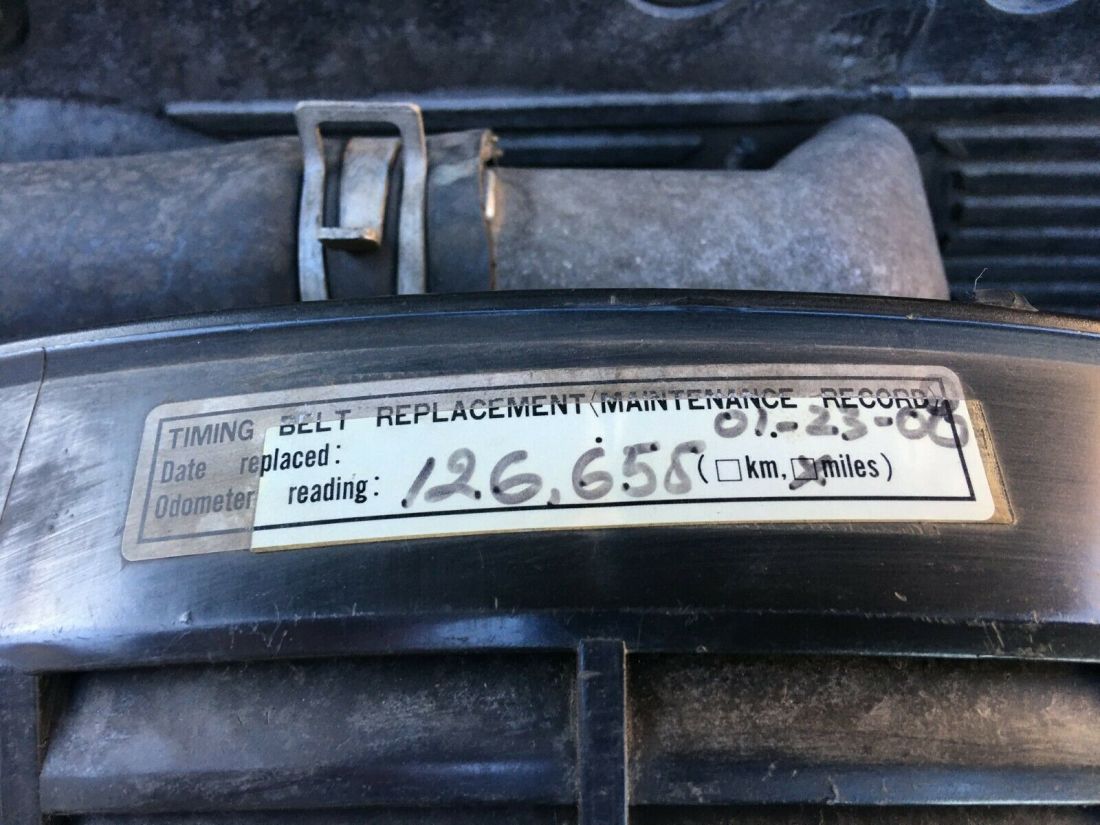 TIMING BELT REPLACEMENT (MAINTENANCE RECORD)
Date replaced:
Odometer reading: 126,658 (☐km, ☒miles)